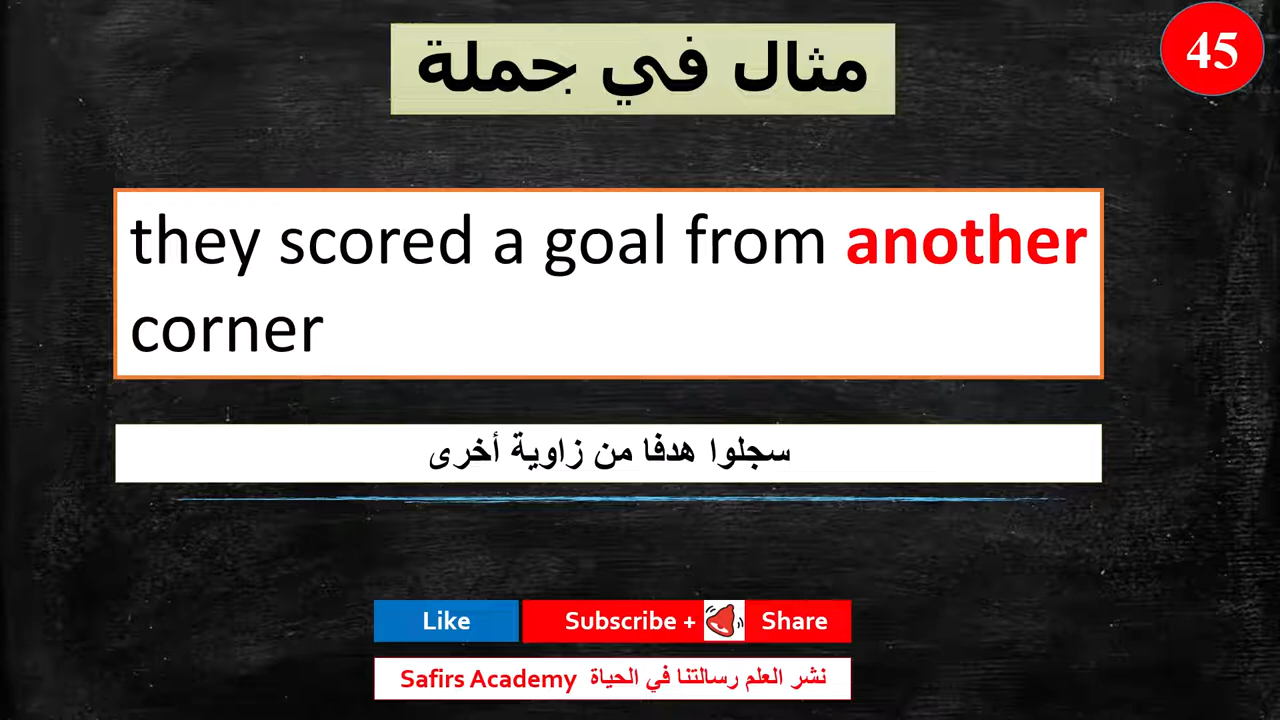 مثال في جملة
45
they scored a goal from another
corner
سجلوا هدفا من زاوية أخرى
Like
Subscribe + Share
Safirs Academy نشر العلم رسالتنا في الحياة